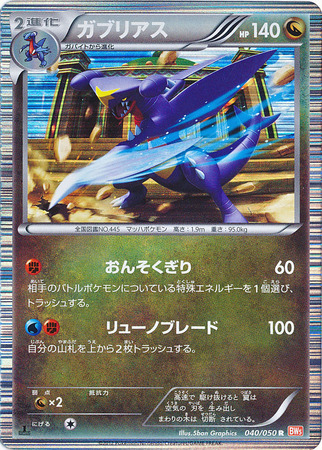 2進化
ガブリアス
HP 140
ガバイトから進化
全国図鑑NO.445 マッハポケモン 高さ:1.9m 重さ:95.0kg
おんそくぎり 60
相手のバトルポケモンについている特殊エネルギーを1個選び、
トラッシュする。
リューノブレード 100
自分の山札を上から2枚トラッシュする。
弱点 抵抗力
×2
にげる
高速で 駆け抜けると 翼は
空気の 刃を 生み出し
まわりの木は 切断される。
Illus.5ban Graphics
040/050 R
BW5